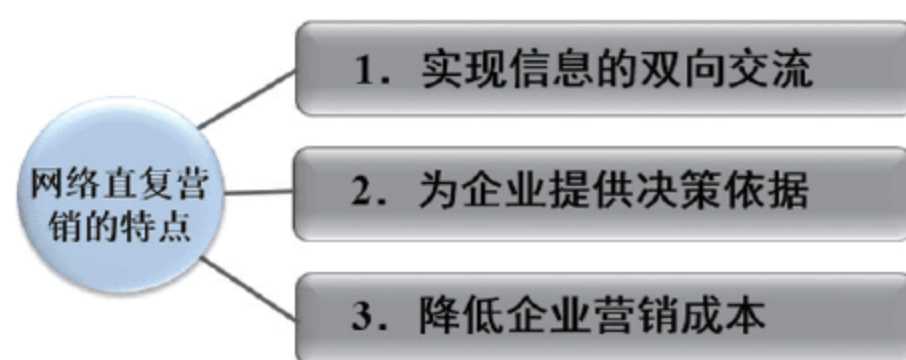 网络直复营
销的特点
1. 实现信息的双向交流
2. 为企业提供决策依据
3. 降低企业营销成本